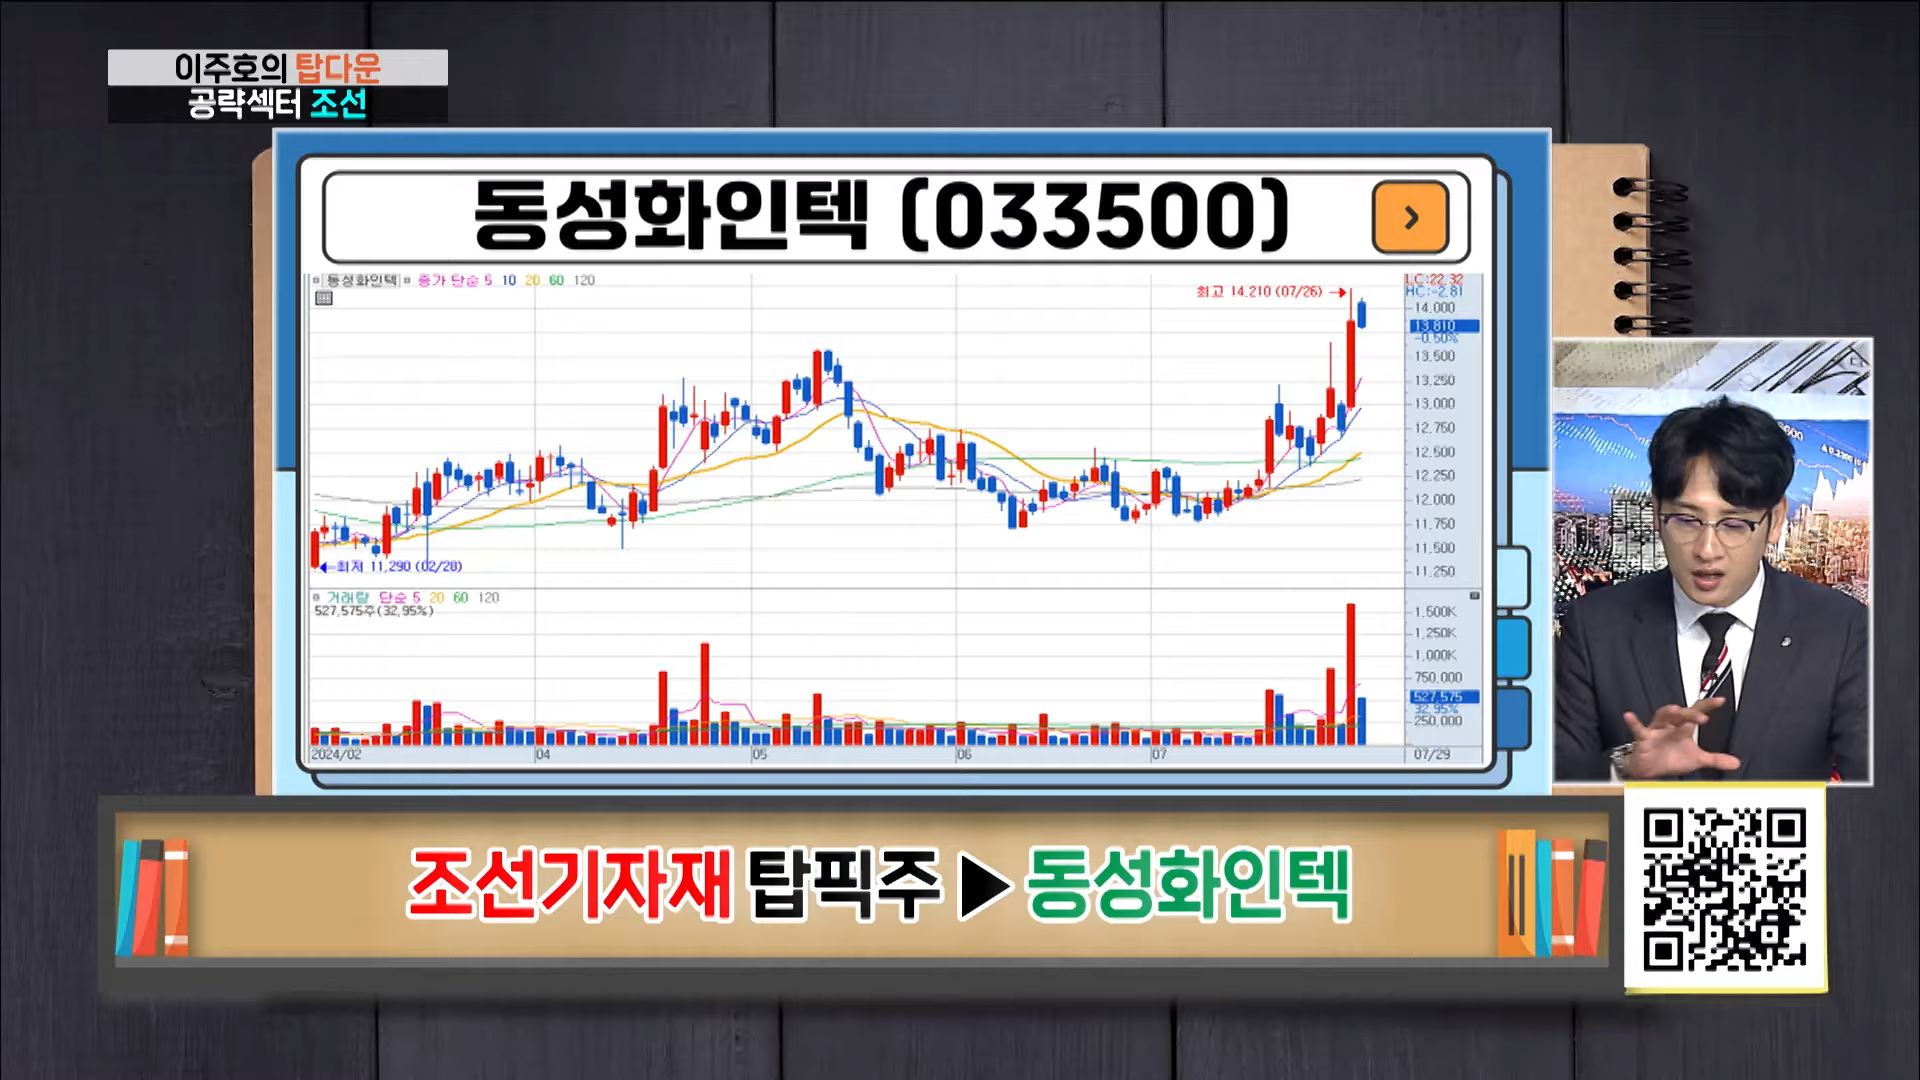 이주호의 탑다운
공략섹터 조선
동성화인텍 (033500)
동성화인텍 종가 단순 5 10 20 60 120
최고 14,210 (07/26)
LC:22.32
HC:-2.81
14,000
13,810
-0.50%
13,500
13,250
13,000
12,750
12,500
12,250
12,000
11,750
11,500
11,250
최저 11,290 (02/28)
거래량 단순 5 20 60 120
527,575주(32,95%)
1,500K
1,250K
1,000K
750,000
527,575
32,95%
250,000
2024/02
04
05
06
07
07/29
조선기자재 탑픽주 ▶ 동성화인텍